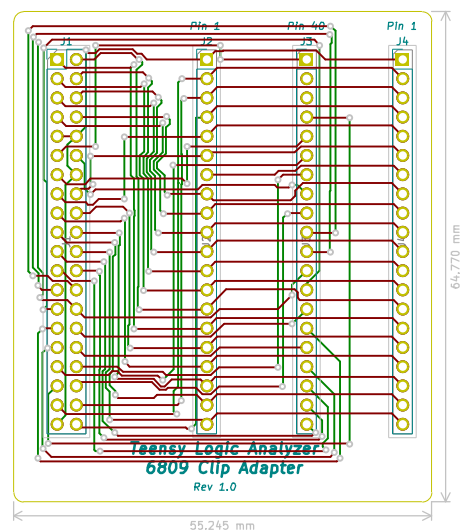 Pin 1 Pin 40 Pin 1
J1 J2 J3 J4
64.770 mm
Teensy Logic Analyzer
6809 Clip Adapter
Rev 1.0
55.245 mm